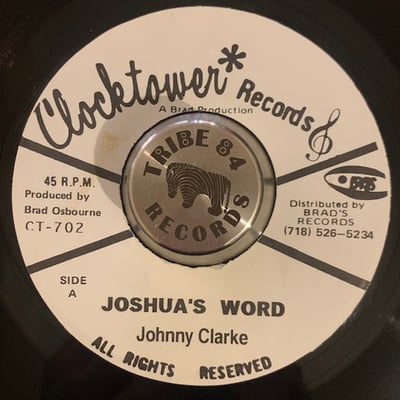 Clocktower* Records
A Brad Production
TRIBE 84
RECORDS
45 R.P.M.
Produced by
Brad Osbourne
CT-702
Distributed by
BRAD'S
RECORDS
(718) 526-5234
SIDE
A
JOSHUA'S WORD
Johnny Clarke
ALL RIGHTS RESERVED